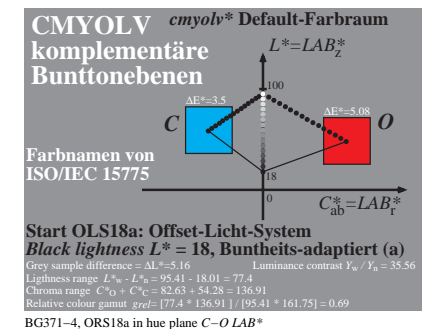 CMYOLV
komplementäre
Bunttonebenen
cmyolv* Default-Farbraum
L*=LAB*z
100
ΔE*=3.5
ΔE*=5.08
C
O
Farbnamen von
ISO/IEC 15775
18
0
C*ab=LAB*r
Start OLS18a: Offset-Licht-System
Black lightness L* = 18, Buntheits-adaptiert (a)
Grey sample difference = ΔL*=5.16 Luminance contrast Yw / Yn = 35.56
Ligthness range L*w - L*n = 95.41 - 18.01 = 77.4
Chroma range C*O + C*C = 82.63 + 54.28 = 136.91
Relative colour gamut grel= [77.4 * 136.91 ] / [95.41 * 161.75] = 0.69
BG371-4, ORS18a in hue plane C-O LAB*